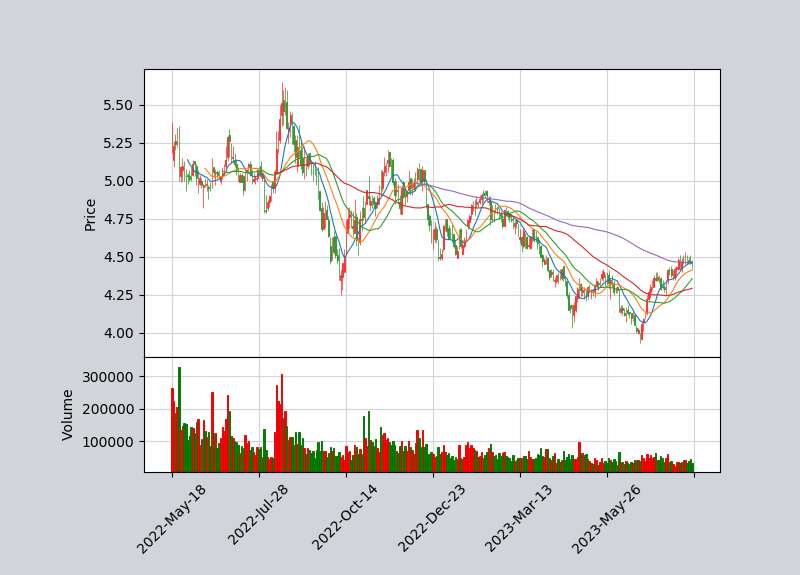 5.50
5.25
5.00
4.75
4.50
4.25
4.00
Price
300000
200000
100000
Volume
2022-May-18
2022-Jul-28
2022-Oct-14
2022-Dec-23
2023-Mar-13
2023-May-26